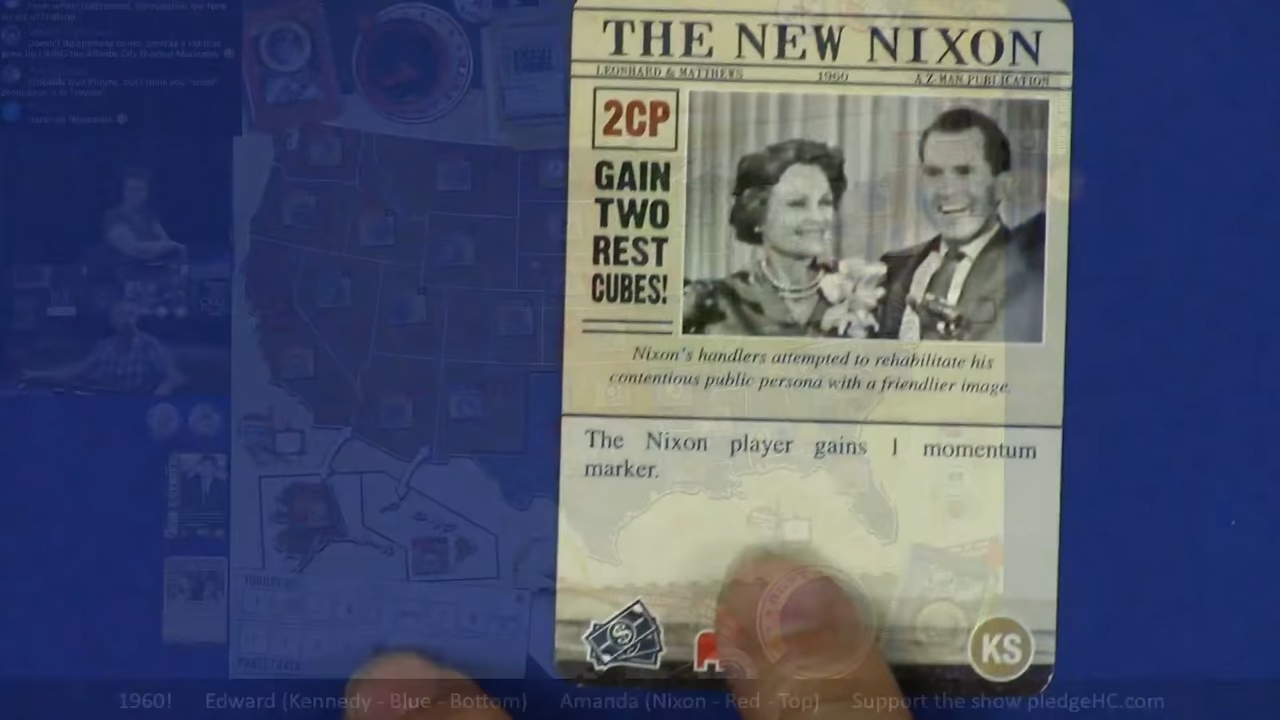 THE NEW NIXON
LEONHARD & MATTHEWS 1960 A Z-MAN PUBLICATION
2CP
GAIN
TWO
REST
CUBES!
Nixon's handlers attempted to rehabilitate his
contentious public persona with a friendlier image.
The Nixon player gains 1 momentum
marker.
KS
1960! Edward (Kennedy - Blue - Bottom) Amanda (Nixon - Red - Top) Support the show pledgeHC.com